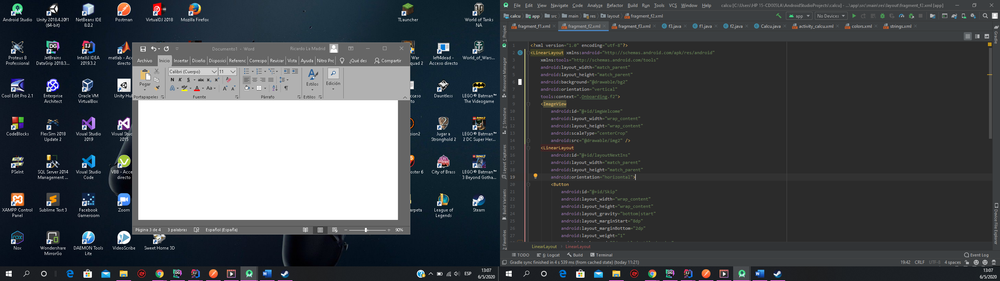 Android Studio
Unity 2018.4.20f1 (64-bit)
NetBeans IDE 8.0.2
Postman
VirtualDJ 2018
Mozilla Firefox
TLauncher
World of Tanks NA
Proteus 8 Professional
JetBrains DataGrip 2018.3...
IntelliJ IDEA 2019.3.2
matlab - Acc directo
War
quad 2
left4dead - Acceso directo
World_of_Wars...
Cool Edit Pro 2.1
Enterprise Architect
Oracle VM VirtualBox
Unity Hu
cceso
to
Dauntless
LEGO® Batman™ The Videogame
CodeBlocks
FlexSim 2018 Update 2
Visual Studio 2019
Visual Stud 2015
sion2
Jugar a Stronghold 2
LEGO® Batman™ 2 DC Super Her...
PSeInt
SQL Server 2014 Management ...
Visual Studio Code
VBB - Acce directo
oster 6
City of Brass
LEGO® Batman™ 3 Beyond Gotha...
XAMPP Control Panel
Sublime Text 3
Facebook Gameroom
Zoom
arpeta
League of Legends
Steam
Nox
Wondershare MirrorGo
DAEMON Tools Lite
VideoScribe
Sweet Home 3D
Documento1 - Word
Ricardo La Madrid
Archivo Inicio Insertar Diseño Disposici Referenc Correspo Revisar Vista Ayuda Nitro Prc ¿Qué des Compartir
Calibri (Cuerpo) 11
Pegar
N K S abc x₂ x²
Aa
Estilos
Edición
Portapapeles Fuente Párrafo Estilos
Página 3 de 4 3 palabras Español (España) 90%
ESP
13:07
6/5/2020
File Edit View Navigate Code Analyze Refactor Build Run Tools VCS Window Help calcu [C:\Users\HP 15-CD005LA\AndroidStudioProjects\calcu] - ...\app\src\main\res\layout\fragment_f2.xml [app]
calcu app src main res layout fragment_f2.xml
app No Devices
fragment_f1.xml fragment_f2.xml fragment_f3.xml f3.java f1.java f2.java Calcu.java activity_calcu.xml colors.xml strings.xml
1: Project
Resource Manager
7: Structure
Layout Captures
Build Variants
2: Favorites
Gradle
Device File Explorer
1 <?xml version="1.0" encoding="utf-8"?>
2 <LinearLayout xmlns:android="http://schemas.android.com/apk/res/android"
3 xmlns:tools="http://schemas.android.com/tools"
4 android:layout_width="match_parent"
5 android:layout_height="match_parent"
6 android:background="@drawable/bg2"
7 android:orientation="vertical"
8 tools:context=".Onboarding.f2">
9 <ImageView
10 android:id="@+id/imgWelcome"
11 android:layout_width="wrap_content"
12 android:layout_height="wrap_content"
13 android:scaleType="centerCrop"
14 android:src="@drawable/img2" />
15 <LinearLayout
16 android:id="@+id/layoutNextIns"
17 android:layout_width="match_parent"
18 android:layout_height="match_parent"
19 android:orientation="horizontal">
20 <Button
21 android:id="@+id/Skip"
22 android:layout_width="wrap_content"
23 android:layout_height="wrap_content"
24 android:layout_gravity="bottom|start"
25 android:layout_marginStart="8dp"
26 android:layout_marginBottom="2dp"
27 android:layout_weight="1"
LinearLayout LinearLayout
TODO 6: Logcat Build Terminal Event Log
Gradle sync finished in 4 s 539 ms (from cached state) (today 11:21)
19:42 CRLF UTF-8 4 spaces
13:07
6/5/2020